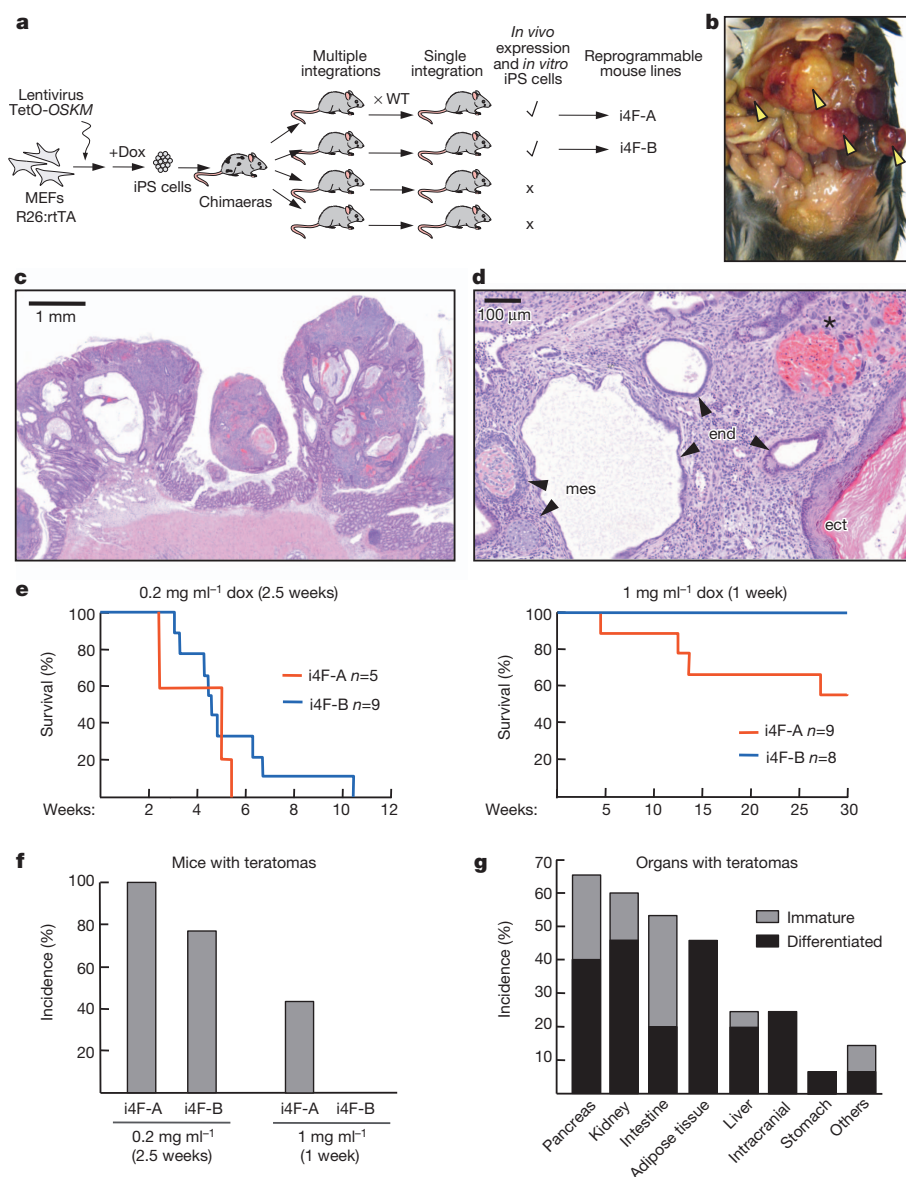 a
Lentivirus
TetO-OSKM
+Dox
MEFs
R26:rtTA
iPS cells
Chimaeras
Multiple
integrations
× WT
Single
integration
In vivo
expression
and in vitro
iPS cells
√
√
x
x
Reprogrammable
mouse lines
i4F-A
i4F-B
b
c
1 mm
d
100 μm
*
end
mes
ect
e
0.2 mg ml⁻¹ dox (2.5 weeks)
Survival (%)
100
80
60
40
20
i4F-A n=5
i4F-B n=9
Weeks:
2
4
6
8
10
12
1 mg ml⁻¹ dox (1 week)
Survival (%)
100
80
60
40
20
i4F-A n=9
i4F-B n=8
Weeks:
5
10
15
20
25
30
f
Mice with teratomas
Incidence (%)
100
80
60
40
20
i4F-A
i4F-B
i4F-A
i4F-B
0.2 mg ml⁻¹
(2.5 weeks)
1 mg ml⁻¹
(1 week)
g
Organs with teratomas
Incidence (%)
70
60
50
40
30
20
10
Immature
Differentiated
Pancreas
Kidney
Intestine
Adipose tissue
Liver
Intracranial
Stomach
Others